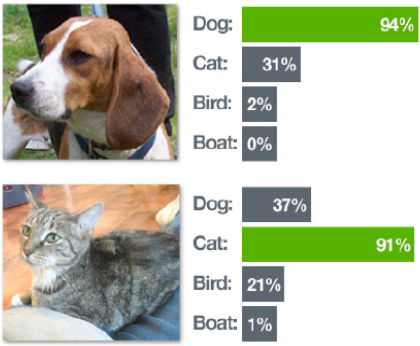 Dog: 94%
Cat: 31%
Bird: 2%
Boat: 0%
Dog: 37%
Cat: 91%
Bird: 21%
Boat: 1%